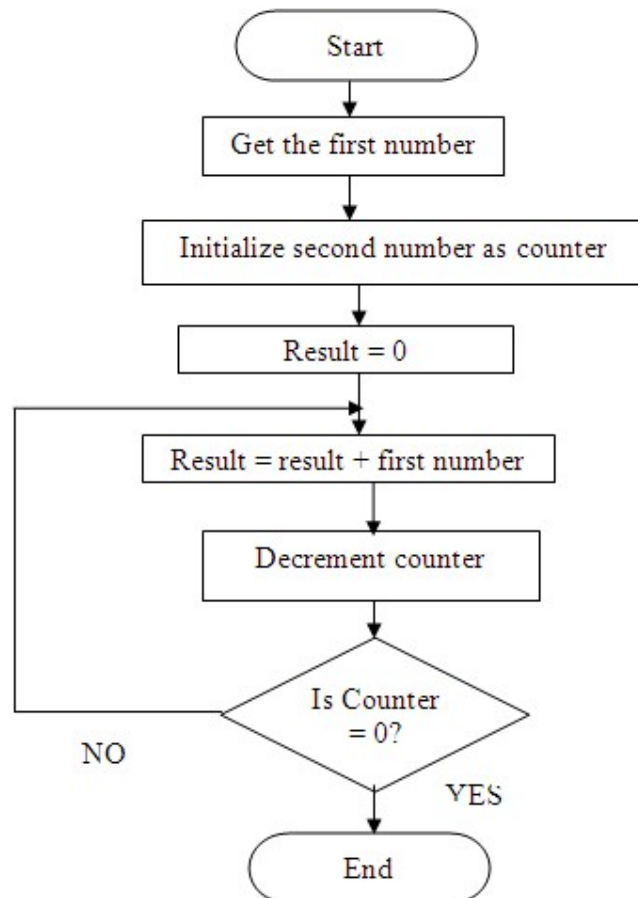 Start
Get the first number
Initialize second number as counter
Result = 0
Result = result + first number
Decrement counter
Is Counter
= 0?
NO
YES
End